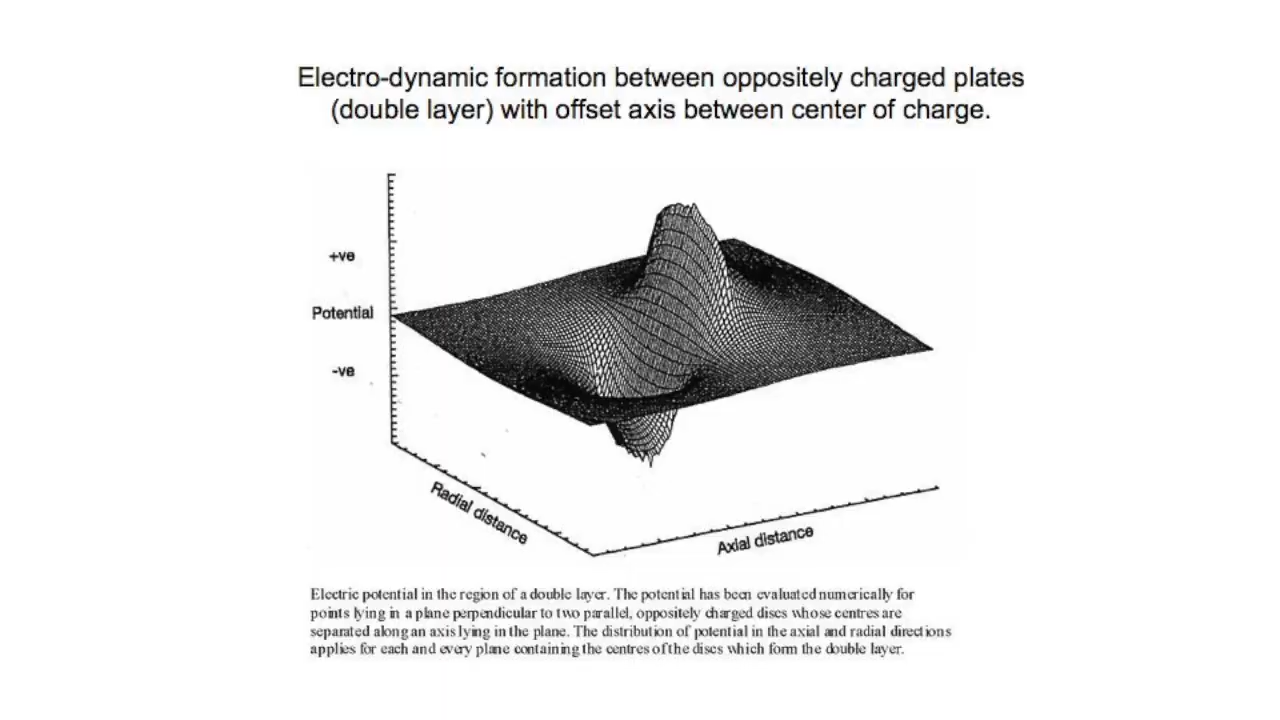 Electro-dynamic formation between oppositely charged plates
(double layer) with offset axis between center of charge.
+ve
Potential
-ve
Radial distance
Axial distance
Electric potential in the region of a double layer. The potential has been evaluated numerically for
points lying in a plane perpendicular to two parallel, oppositely charged discs whose centres are
separated along an axis lying in the plane. The distribution of potential in the axial and radial directions
applies for each and every plane containing the centres of the discs which form the double layer.